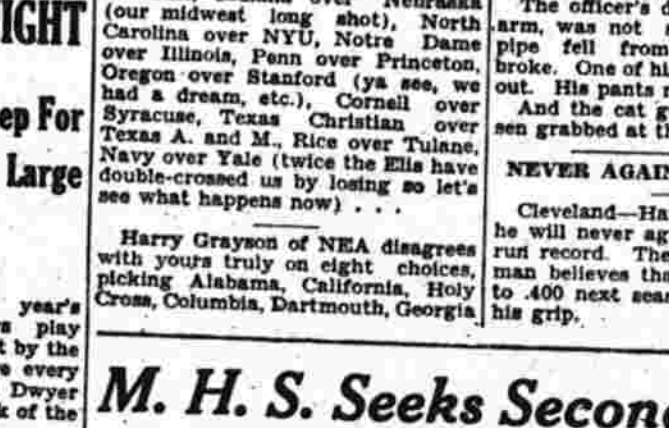 IGHT
ep For
Large
year's
play
t by the
every
Dwyer
k of the
over Nebraska
(our midwest long shot), North
Carolina over NYU, Notre Dame
over Illinois, Penn over Princeton,
Oregon over Stanford (ya see, we
had a dream, etc.), Cornell over
Syracuse, Texas Christian over
Texas A. and M., Rice over Tulane,
Navy over Yale (twice the Elis have
double-crossed us by losing so let's
see what happens now) . . .
Harry Grayson of NEA disagrees
with yours truly on eight choices,
picking Alabama, California, Holy
Cross, Columbia, Dartmouth, Georgia
The officer's
arm, was not
pipe fell from
broke. One of hi
out. His pants
And the cat g
sen grabbed at t
NEVER AGAIN
Cleveland—Ha
he will never ag
run record. The
man believes tha
to .400 next sea
his grip.
M. H. S. Seeks Second